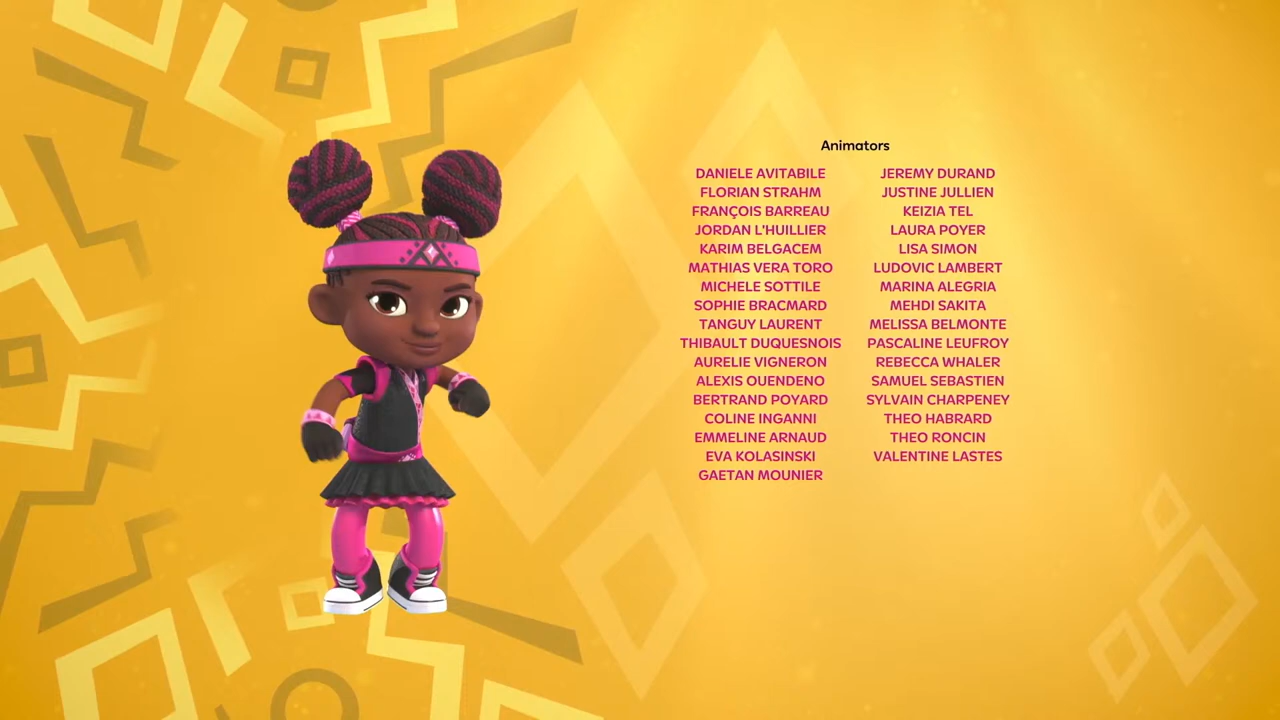 Animators
DANIELE AVITABILE
FLORIAN STRAHM
FRANÇOIS BARREAU
JORDAN L'HUILLIER
KARIM BELGACEM
MATHIAS VERA TORO
MICHELE SOTTILE
SOPHIE BRACMARD
TANGUY LAURENT
THIBAULT DUQUESNOIS
AURELIE VIGNERON
ALEXIS OUENDENO
BERTRAND POYARD
COLINE INGANNI
EMMELINE ARNAUD
EVA KOLASINSKI
GAETAN MOUNIER
JEREMY DURAND
JUSTINE JULLIEN
KEIZIA TEL
LAURA POYER
LISA SIMON
LUDOVIC LAMBERT
MARINA ALEGRIA
MEHDI SAKITA
MELISSA BELMONTE
PASCALINE LEUFROY
REBECCA WHALER
SAMUEL SEBASTIEN
SYLVAIN CHARPENEY
THEO HABRARD
THEO RONCIN
VALENTINE LASTES